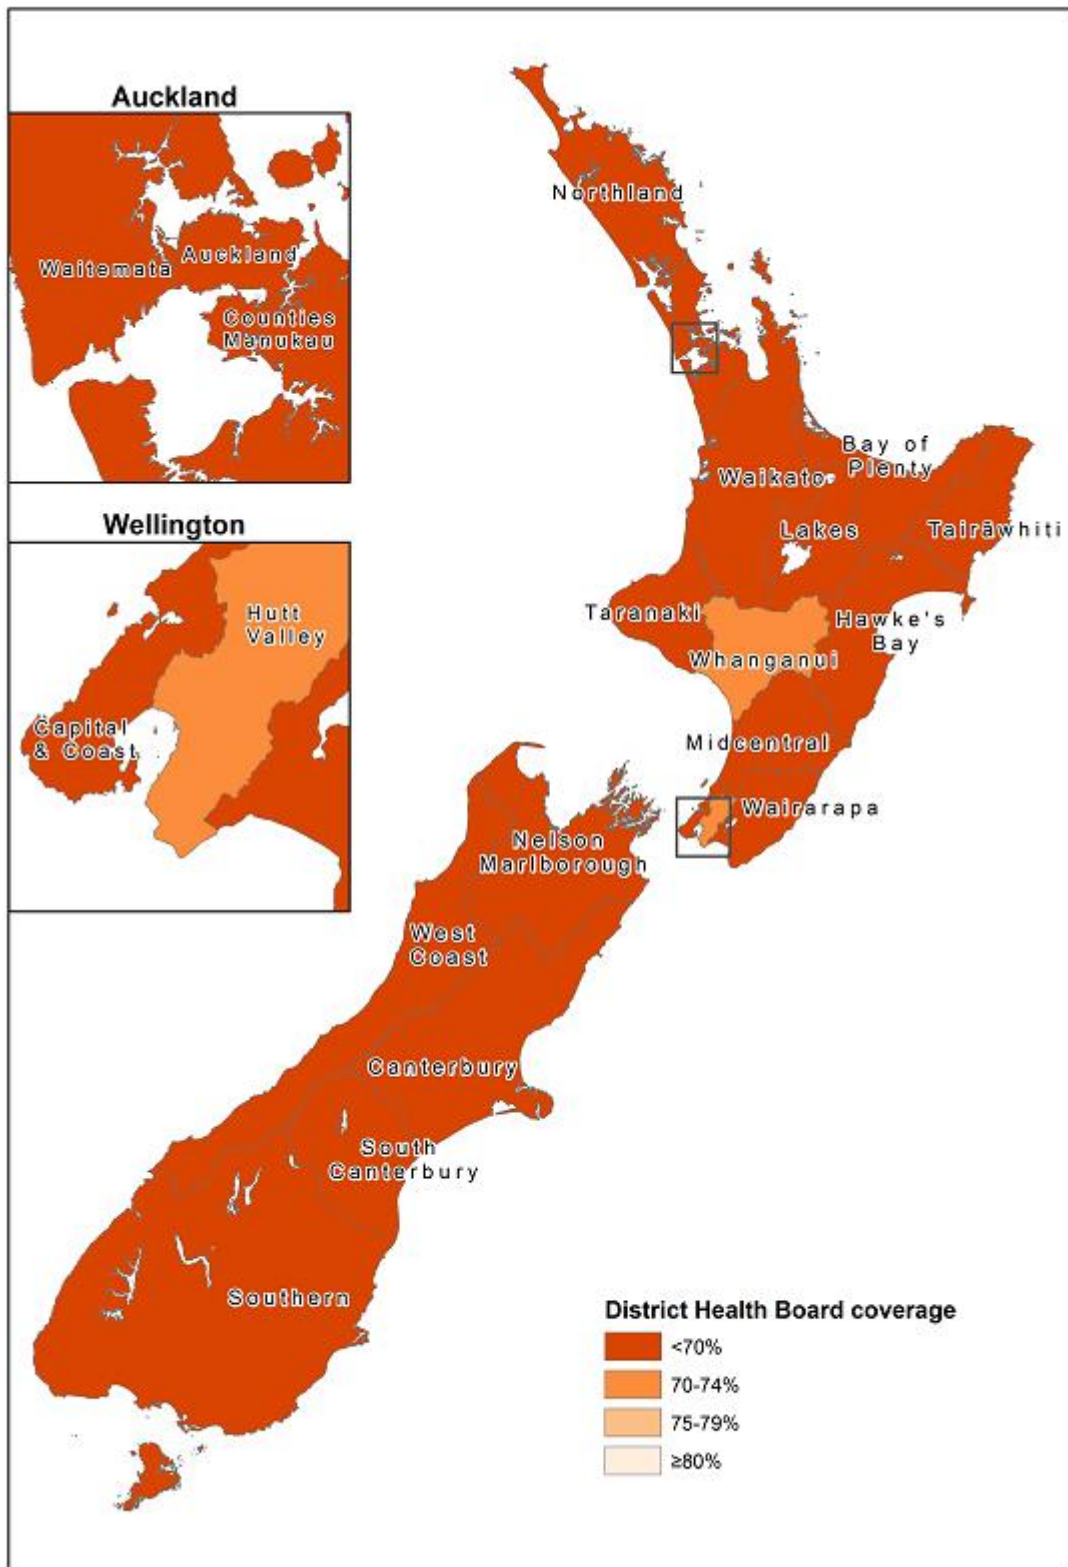 Auckland
Waitemata
Auckland
Counties
Manukau
Wellington
Hutt
Valley
Capital
& Coast
Northland
Bay of
Plenty
Waikato
Lakes
Tairāwhiti
Taranaki
Hawke's
Bay
Whanganui
Midcentral
Wairarapa
Nelson
Marlborough
West
Coast
Canterbury
South
Canterbury
Southern
District Health Board coverage
<70%
70-74%
75-79%
≥80%